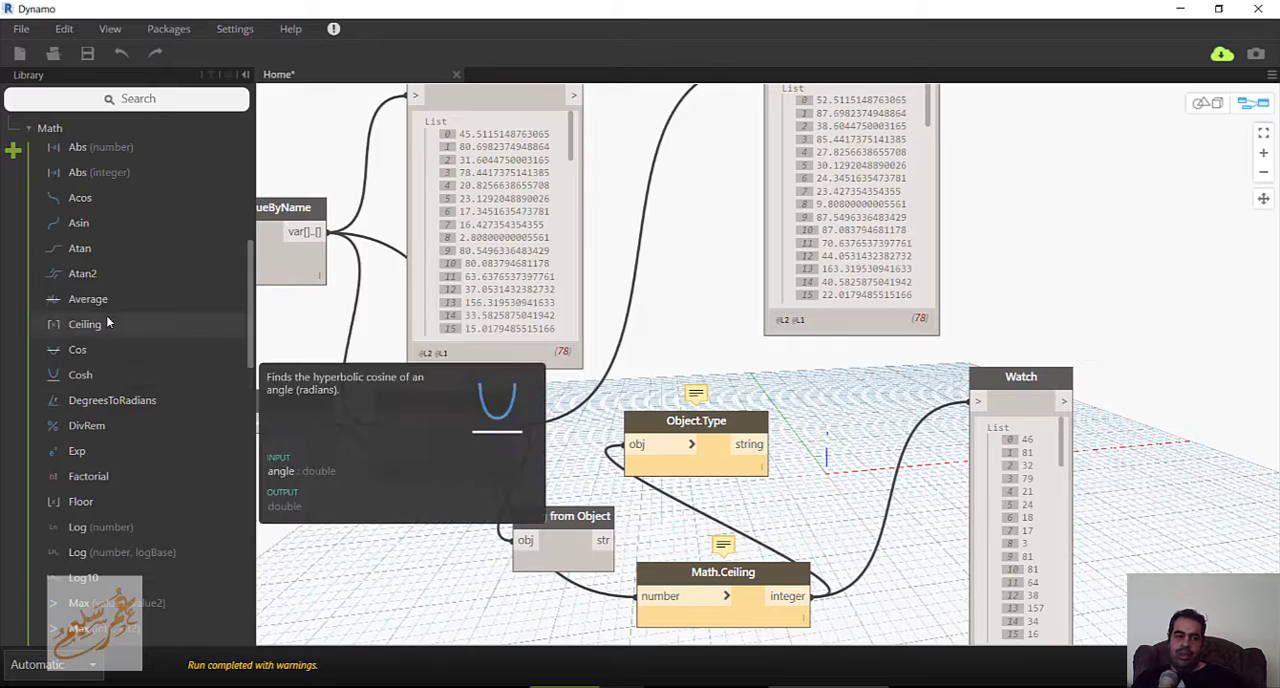 Dynamo
File Edit View Packages Settings Help
Library
Home*
Search
Math
Abs (number)
Abs (integer)
Acos
Asin
Atan
Atan2
Average
Ceiling
Cos
Cosh
DegreesToRadians
DivRem
Exp
Factorial
Floor
Log (number)
Log (number, logBase)
Log10
Automatic
Run completed with warnings.
ueByName
var[]..[]
>
>
List
0 45.5115148763065
1 80.6982374948864
2 31.6044750003165
3 78.4417375141385
4 20.8256638655708
5 23.1292048890026
6 17.3451635473781
7 16.427354354355
8 2.80800000005561
9 80.5496336483429
10 80.083794681178
11 63.6376537397761
12 37.0531432382732
13 156.319530941633
14 33.5825875041942
15 15.0179485515166
@L2 @L1 {78}
List
0 52.5115148763065
1 87.6982374948864
2 38.6044750003165
3 85.4417375141385
4 27.8256638655708
5 30.1292048890026
6 24.3451635473781
7 23.427354354355
8 9.80800000005561
9 87.5496336483429
10 87.083794681178
11 70.6376537397761
12 44.0531432382732
13 163.319530941633
14 40.5825875041942
15 22.0179485515166
@L2 @L1 {78}
Finds the hyperbolic cosine of an
angle (radians).
INPUT
angle : double
OUTPUT
double
Object.Type
obj > string
from Object
obj str
Math.Ceiling
number > integer
Watch
>
>
List
0 46
1 81
2 32
3 79
4 21
5 24
6 18
7 17
8 3
9 81
10 81
11 64
12 38
13 157
14 34
15 16